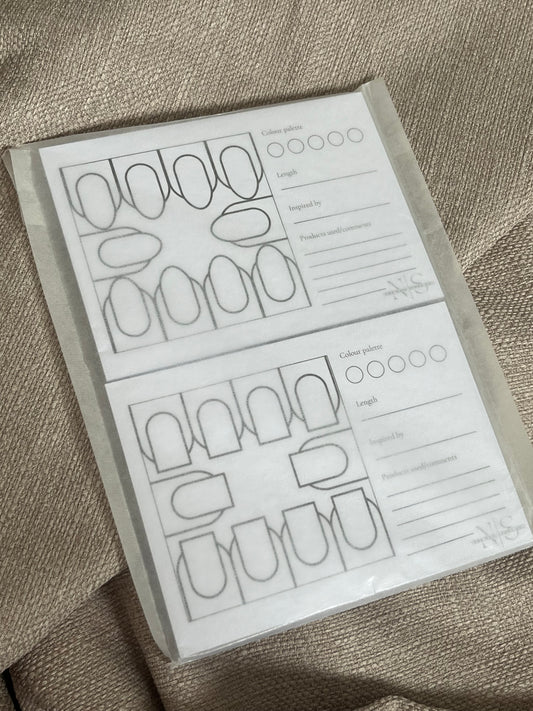 Colour palette
Length
Inspired by
Products used/comments
Colour palette
Length
Inspired by
Products used/comments